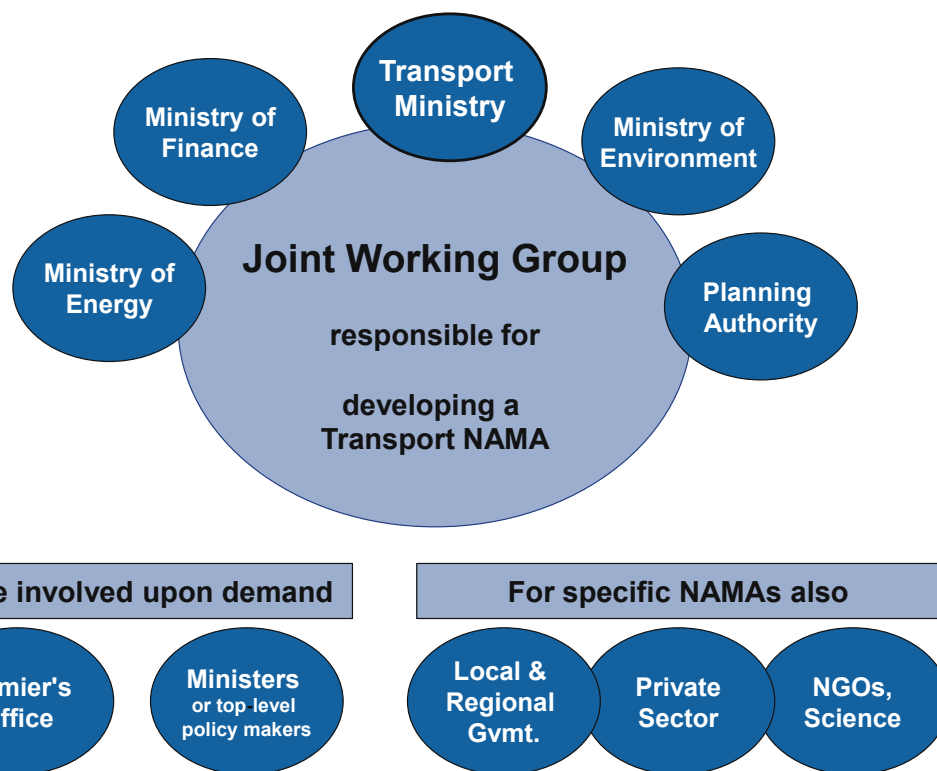 Transport
Ministry
Ministry of
Finance
Ministry of
Environment
Ministry of
Energy
Planning
Authority
Joint Working Group
responsible for
developing a
Transport NAMA
involved upon demand
For specific NAMAs also
Ministers
or top-level
policy makers
Local &
Regional
Gvmt.
Private
Sector
NGOs,
Science